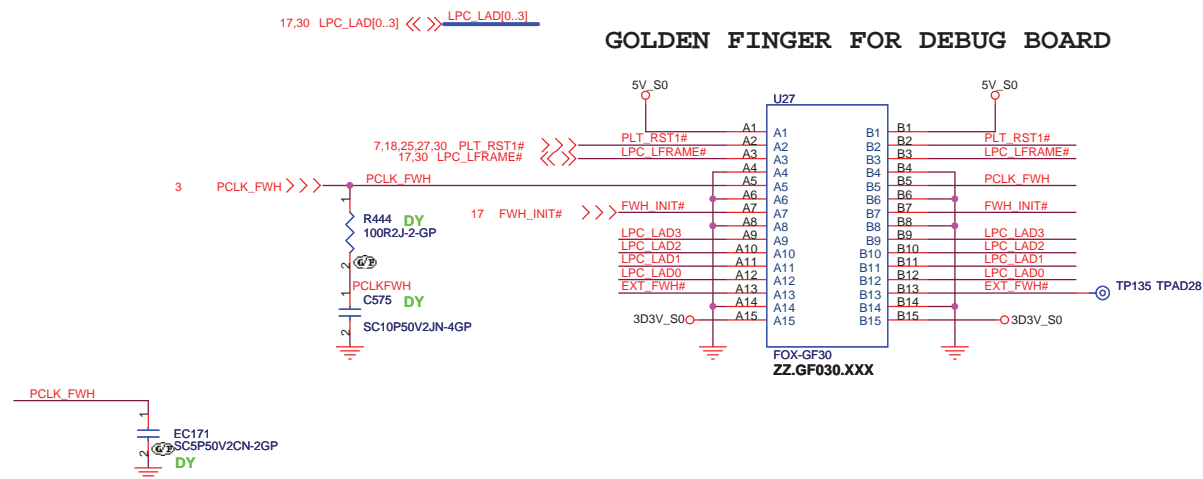 17,30 LPC_LAD[0..3] LPC_LAD[0..3]
GOLDEN FINGER FOR DEBUG BOARD
5V_S0 5V_S0
U27
A1 A1 B1 B1
7,18,25,27,30 PLT_RST1# PLT_RST1# A2 A2 B2 B2 PLT_RST1#
17,30 LPC_LFRAME# LPC_LFRAME# A3 A3 B3 B3 LPC_LFRAME#
A4 A4 B4 B4
3 PCLK_FWH PCLK_FWH A5 A5 B5 B5 PCLK_FWH
A6 A6 B6 B6
17 FWH_INIT# FWH_INIT# A7 A7 B7 B7 FWH_INIT#
A8 A8 B8 B8
LPC_LAD3 A9 A9 B9 B9 LPC_LAD3
LPC_LAD2 A10 A10 B10 B10 LPC_LAD2
LPC_LAD1 A11 A11 B11 B11 LPC_LAD1
LPC_LAD0 A12 A12 B12 B12 LPC_LAD0
EXT_FWH# A13 A13 B13 B13 EXT_FWH# TP135 TPAD28
A14 A14 B14 B14
3D3V_S0 A15 A15 B15 B15 3D3V_S0
FOX-GF30
ZZ.GF030.XXX
1
R444 DY
100R2J-2-GP
2
PCLKFWH
1
C575 DY
SC10P50V2JN-4GP
2
PCLK_FWH
1
EC171
SC5P50V2CN-2GP
2
DY